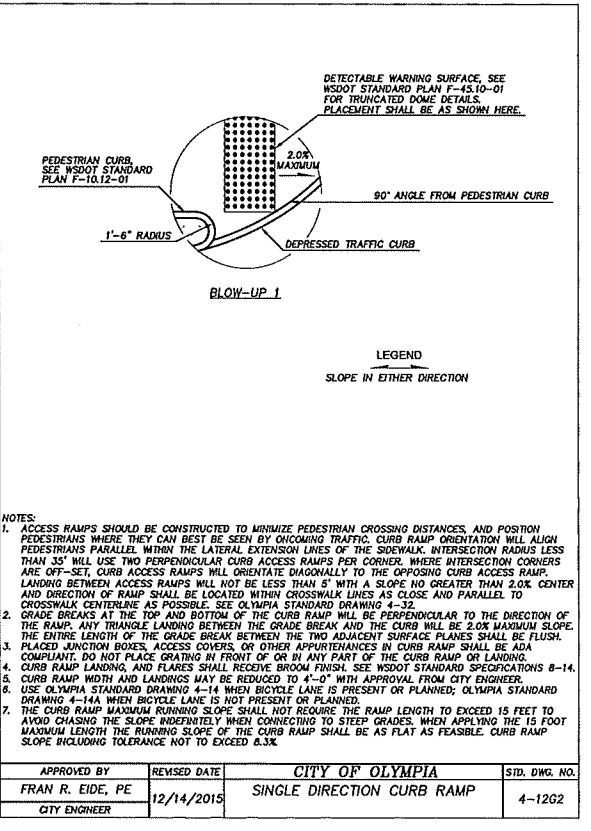 DETECTABLE WARNING SURFACE, SEE
WSDOT STANDARD PLAN F-45.10-01
FOR TRUNCATED DOME DETAILS.
PLACEMENT SHALL BE AS SHOWN HERE.
2.0%
MAXIMUM
PEDESTRIAN CURB,
SEE WSDOT STANDARD
PLAN F-10.12-01
90° ANGLE FROM PEDESTRIAN CURB
1'-6" RADIUS
DEPRESSED TRAFFIC CURB
BLOW-UP 1
LEGEND
SLOPE IN EITHER DIRECTION
NOTES:
1. ACCESS RAMPS SHOULD BE CONSTRUCTED TO MINIMIZE PEDESTRIAN CROSSING DISTANCES, AND POSITION
PEDESTRIANS WHERE THEY CAN BEST BE SEEN BY ONCOMING TRAFFIC. CURB RAMP ORIENTATION WILL ALIGN
PEDESTRIANS PARALLEL WITHIN THE LATERAL EXTENSION LINES OF THE SIDEWALK. INTERSECTION RADIUS LESS
THAN 35' WILL USE TWO PERPENDICULAR CURB ACCESS RAMPS PER CORNER. WHERE INTERSECTION CORNERS
ARE OFF-SET, CURB ACCESS RAMPS WILL ORIENTATE DIAGONALLY TO THE OPPOSING CURB ACCESS RAMP.
LANDING BETWEEN ACCESS RAMPS WILL NOT BE LESS THAN 5' WITH A SLOPE NO GREATER THAN 2.0% CENTER
AND DIRECTION OF RAMP SHALL BE LOCATED WITHIN CROSSWALK LINES AS CLOSE AND PARALLEL TO
CROSSWALK CENTERLINE AS POSSIBLE. SEE OLYMPIA STANDARD DRAWING 4-32.
2. GRADE BREAKS AT THE TOP AND BOTTOM OF THE CURB RAMP WILL BE PERPENDICULAR TO THE DIRECTION OF
THE RAMP. ANY TRIANGLE LANDING BETWEEN THE GRADE BREAK AND THE CURB WILL BE 2.0% MAXIMUM SLOPE.
THE ENTIRE LENGTH OF THE GRADE BREAK BETWEEN THE TWO ADJACENT SURFACE PLANES SHALL BE FLUSH.
3. PLACED JUNCTION BOXES, ACCESS COVERS, OR OTHER APPURTENANCES IN CURB RAMP SHALL BE ADA
COMPLIANT. DO NOT PLACE GRATING IN FRONT OF OR IN ANY PART OF THE CURB RAMP OR LANDING.
4. CURB RAMP LANDING, AND FLARES SHALL RECEIVE BROOM FINISH. SEE WSDOT STANDARD SPECIFICATIONS 8-14.
5. CURB RAMP WIDTH AND LANDINGS MAY BE REDUCED TO 4'-0" WITH APPROVAL FROM CITY ENGINEER.
6. USE OLYMPIA STANDARD DRAWING 4-14 WHEN BICYCLE LANE IS PRESENT OR PLANNED; OLYMPIA STANDARD
DRAWING 4-14A WHEN BICYCLE LANE IS NOT PRESENT OR PLANNED.
7. THE CURB RAMP MAXIMUM RUNNING SLOPE SHALL NOT REQUIRE THE RAMP LENGTH TO EXCEED 15 FEET TO
AVOID CHASING THE SLOPE INDEFINITELY WHEN CONNECTING TO STEEP GRADES. WHEN APPLYING THE 15 FOOT
MAXIMUM LENGTH THE RUNNING SLOPE OF THE CURB RAMP SHALL BE AS FLAT AS FEASIBLE. CURB RAMP
SLOPE INCLUDING TOLERANCE NOT TO EXCEED 8.3%
APPROVED BY
FRAN R. EIDE, PE
CITY ENGINEER
REVISED DATE
12/14/2015
CITY OF OLYMPIA
SINGLE DIRECTION CURB RAMP
STD. DWG. NO.
4-12G2